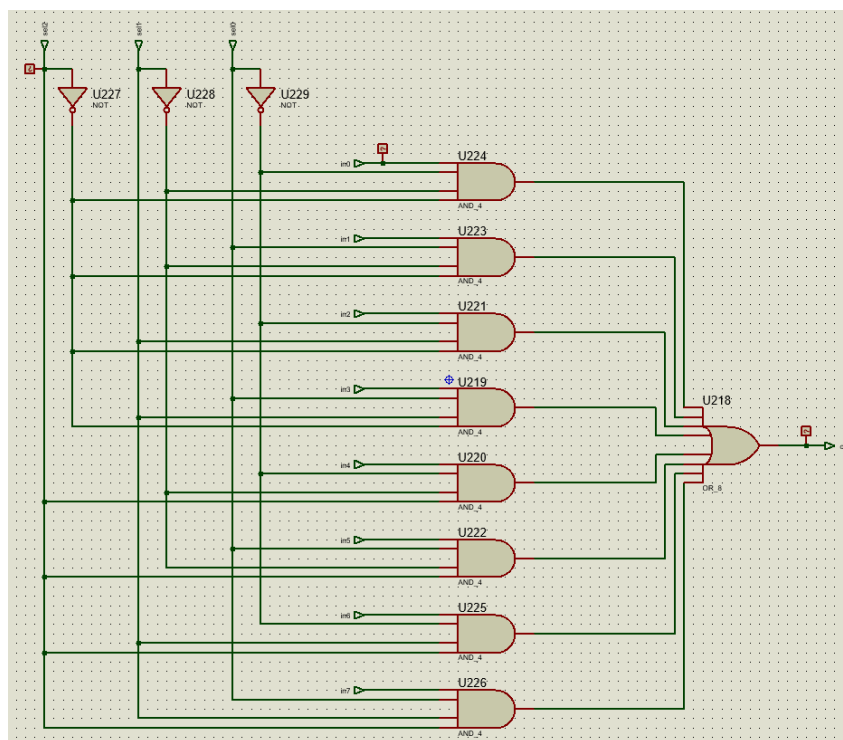 sel2
sel1
sel0
?
U227
NOT
U228
NOT
U229
NOT
?
in0
U224
AND_4
in1
U223
AND_4
in2
U221
AND_4
in3
U219
AND_4
U218
OR_8
?
in4
U220
AND_4
in5
U222
AND_4
in6
U225
AND_4
in7
U226
AND_4